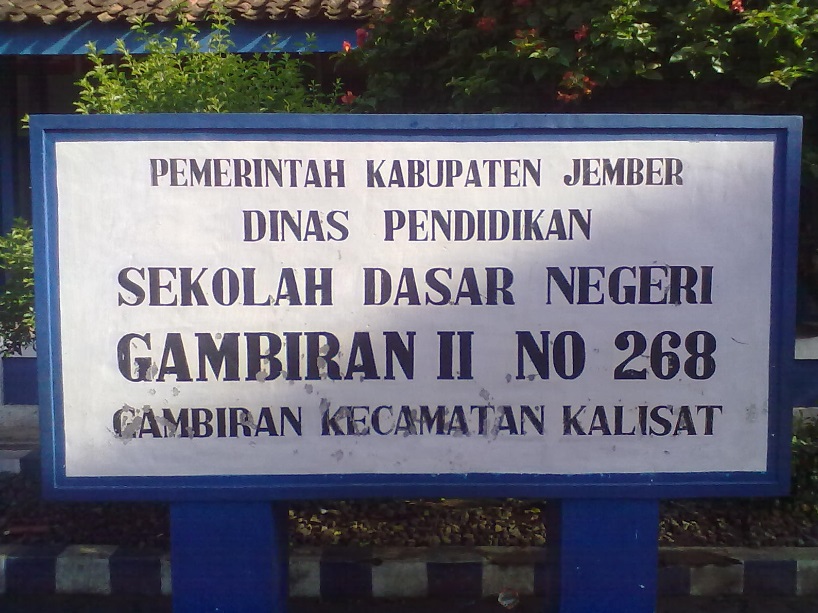 PEMERINTAH KABUPATEN JEMBER
DINAS PENDIDIKAN
SEKOLAH DASAR NEGERI
GAMBIRAN II NO 268
GAMBIRAN KECAMATAN KALISAT